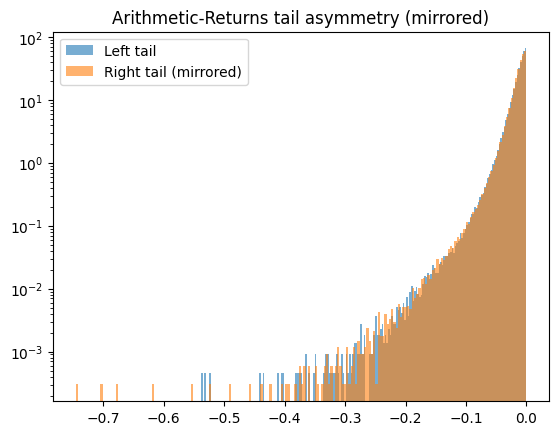 Arithmetic-Returns tail asymmetry (mirrored)
Left tail
Right tail (mirrored)
10²
10¹
10⁰
10⁻¹
10⁻²
10⁻³
−0.7 −0.6 −0.5 −0.4 −0.3 −0.2 −0.1 0.0